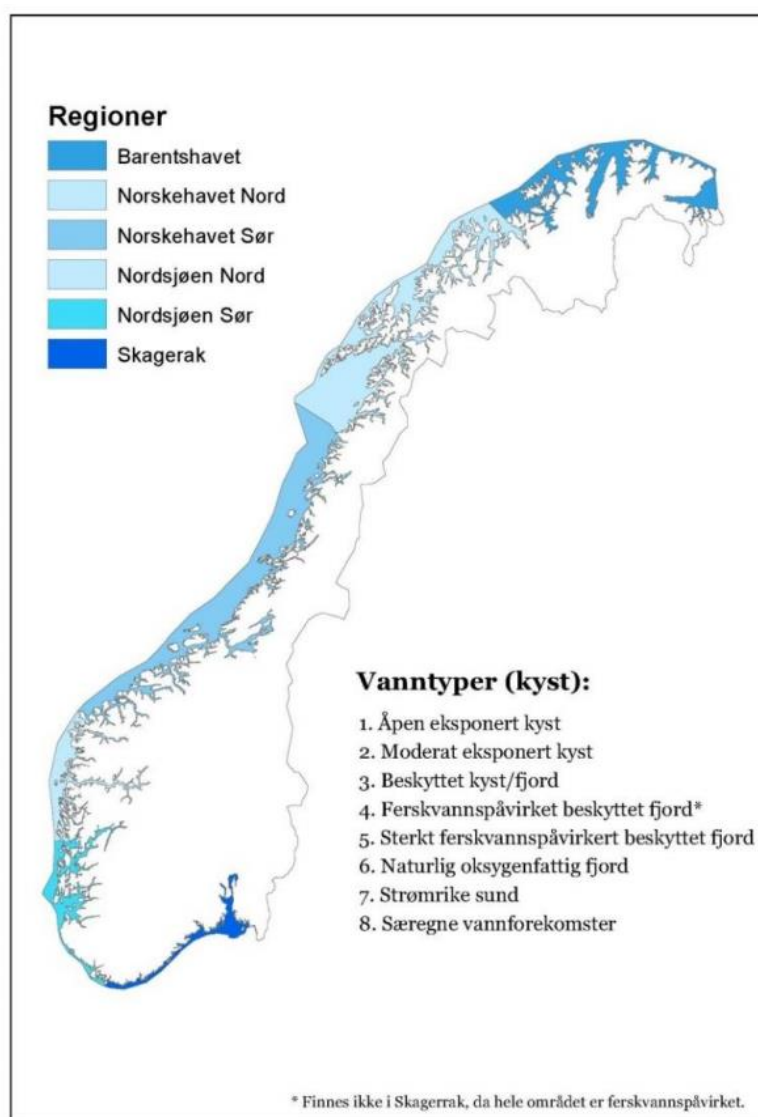 Regioner
Barentshavet
Norskehavet Nord
Norskehavet Sør
Nordsjøen Nord
Nordsjøen Sør
Skagerak
Vanntyper (kyst):
1. Åpen eksponert kyst
2. Moderat eksponert kyst
3. Beskyttet kyst/fjord
4. Ferskvannspåvirket beskyttet fjord*
5. Sterkt ferskvannspåvirkert beskyttet fjord
6. Naturlig oksygenfattig fjord
7. Strømrike sund
8. Særegne vannforekomster
* Finnes ikke i Skagerrak, da hele området er ferskvannspåvirket.